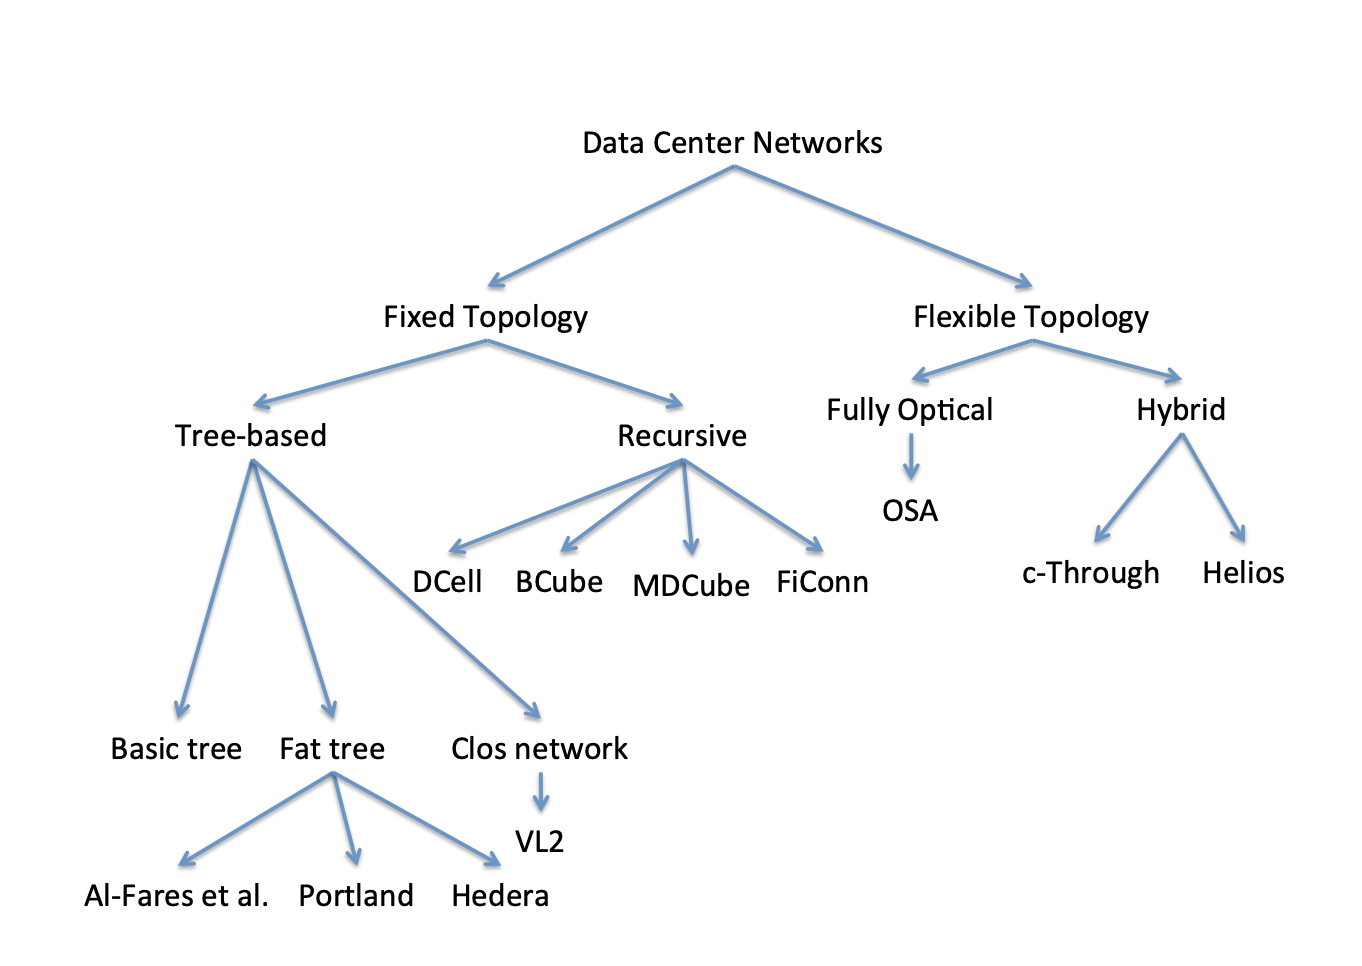 Data Center Networks
Fixed Topology
Flexible Topology
Tree-based
Recursive
Fully Optical
Hybrid
OSA
DCell
BCube
MDCube
FiConn
c-Through
Helios
Basic tree
Fat tree
Clos network
VL2
Al-Fares et al.
Portland
Hedera